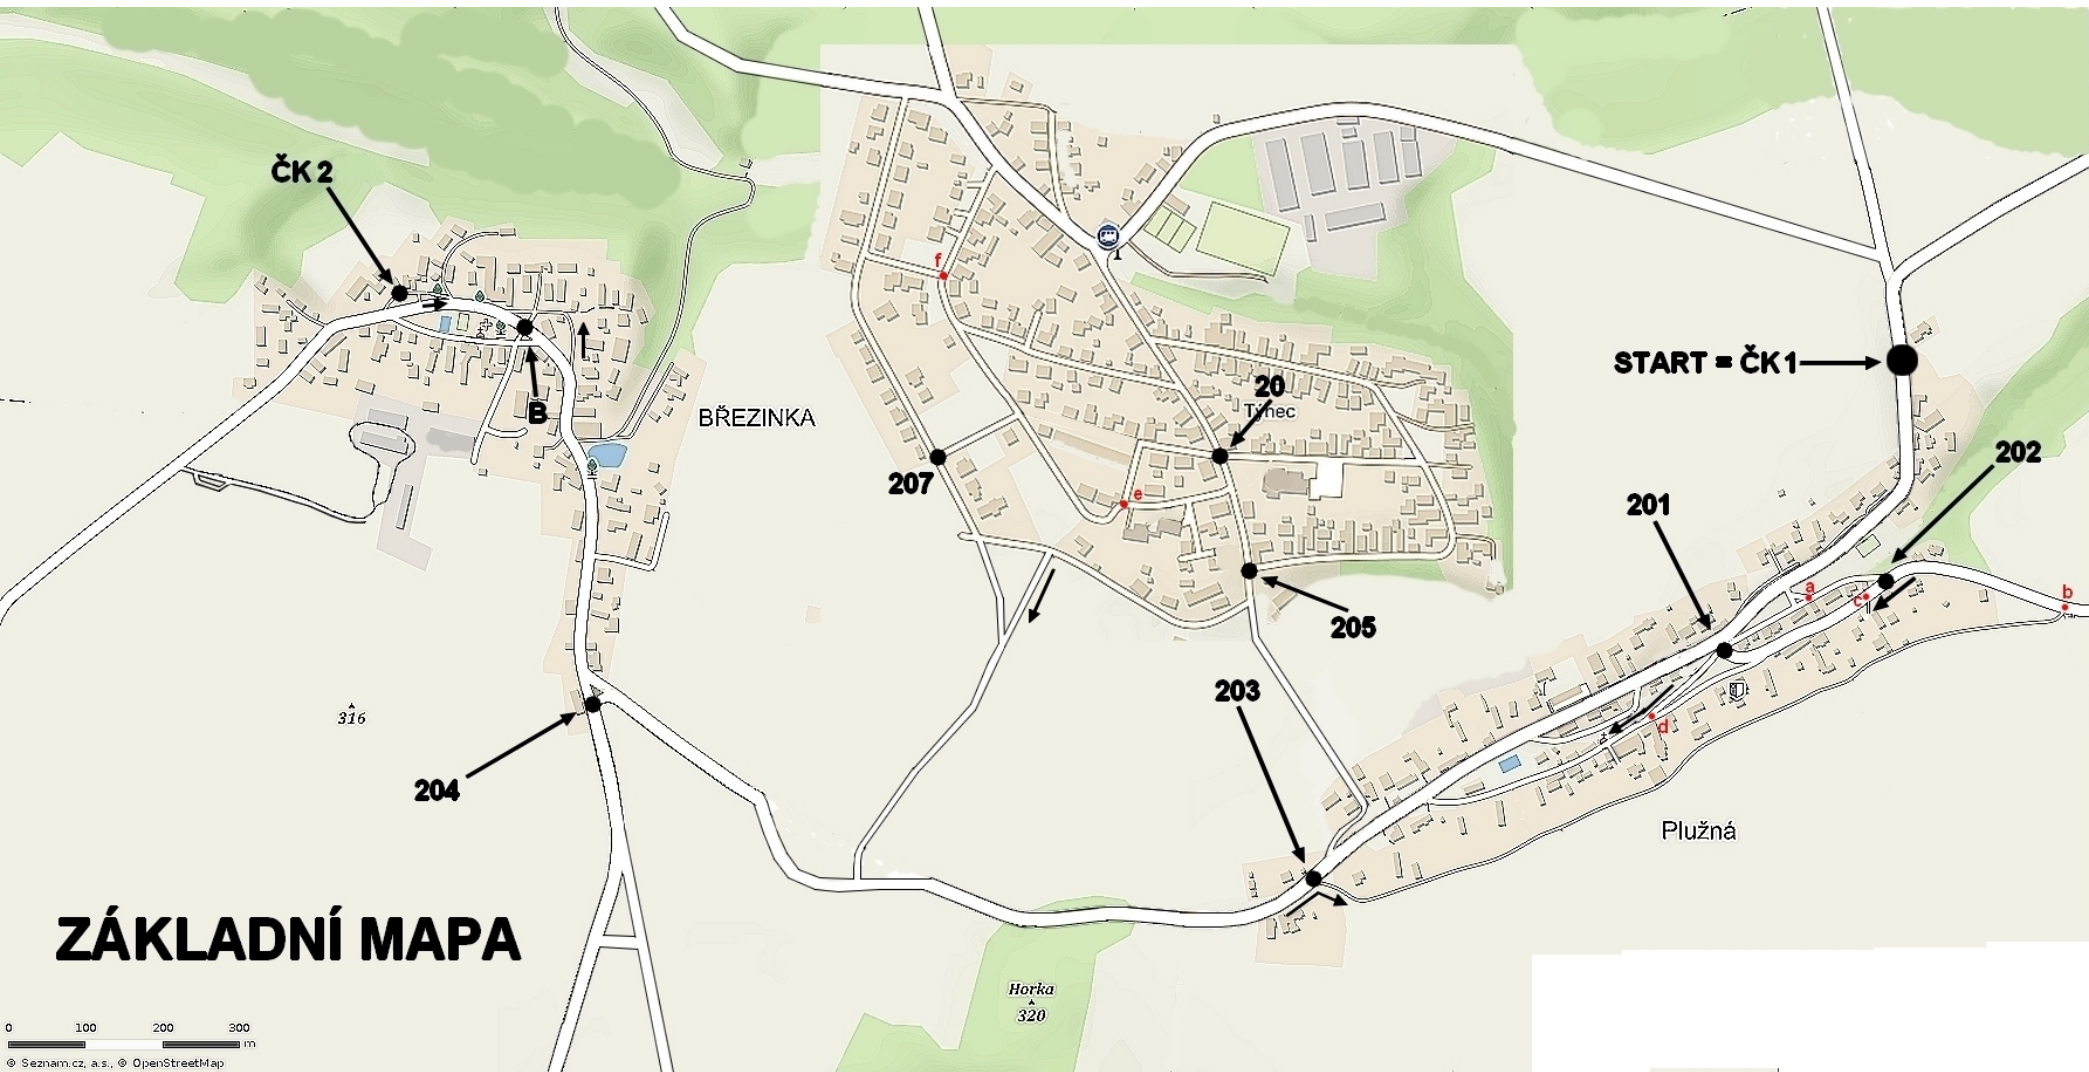 ČK 2
START = ČK 1
f
20
Týnec
BŘEZINKA
B
202
207
201
e
a
b
c
205
203
316
d
204
Plužná
ZÁKLADNÍ MAPA
Horka
320
0 100 200 300
m
© Seznam.cz, a.s., © OpenStreetMap